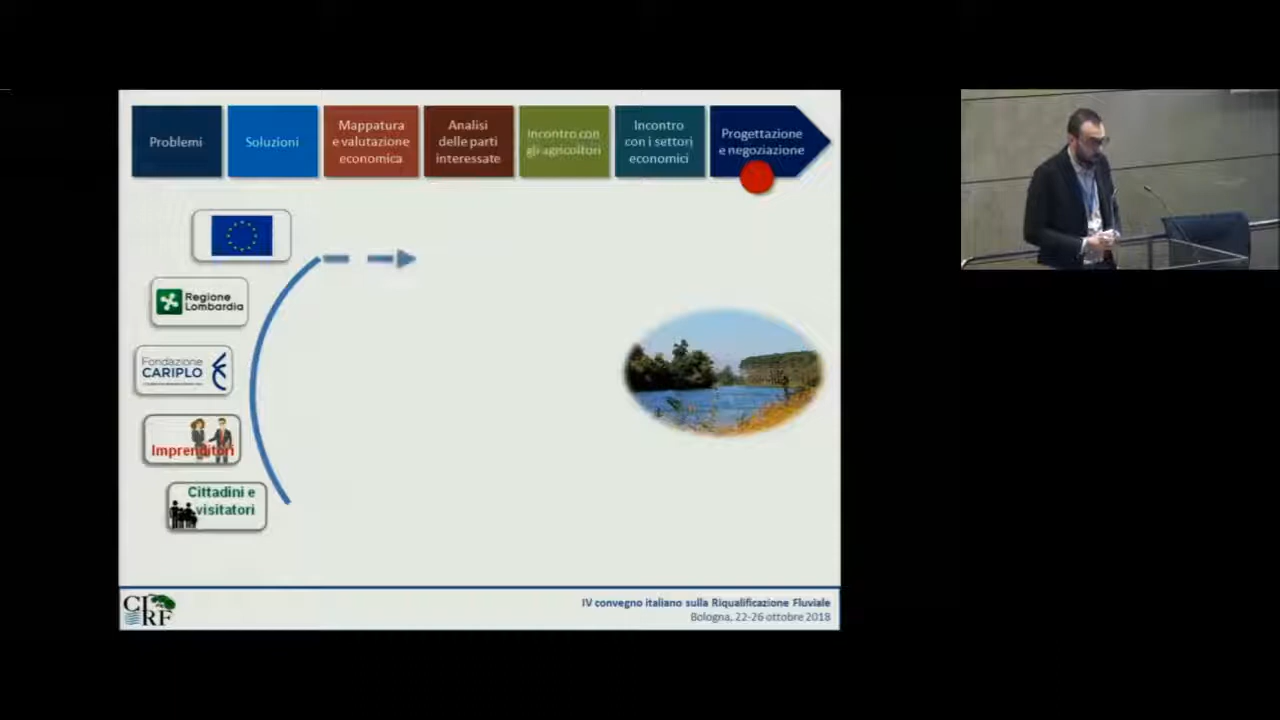 Problemi
Soluzioni
Mappatura
e valutazione
economica
Analisi
delle parti
interessate
Incontro con
gli agricoltori
Incontro
con i settori
economici
Progettazione
e negoziazione
Regione
Lombardia
Fondazione
CARIPLO
Imprenditori
Cittadini e
visitatori
CIRF
IV convegno italiano sulla Riqualificazione Fluviale
Bologna, 22-26 ottobre 2018